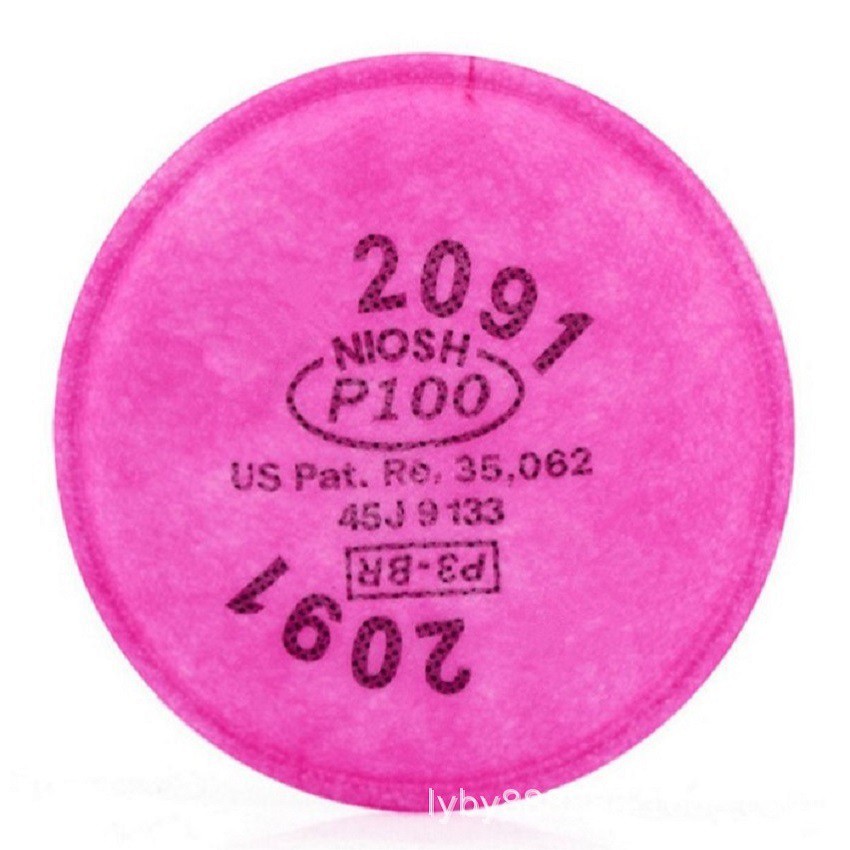 2091
NIOSH
P100
US Pat. Re. 35,062
45J 9 133
P3-BR
2091